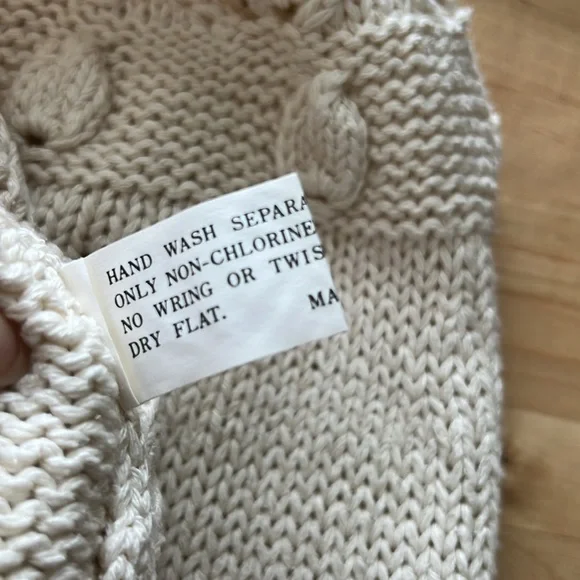 HAND WASH SEPARA
ONLY NON-CHLORINE
NO WRING OR TWIS
DRY FLAT. MA